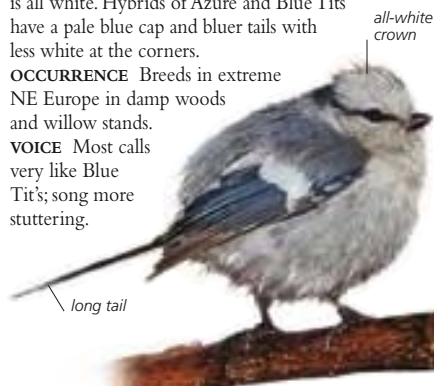 is all white. Hybrids of Azure and Blue Tits
have a pale blue cap and bluer tails with
less white at the corners.
OCCURRENCE Breeds in extreme
NE Europe in damp woods
and willow stands.
VOICE Most calls
very like Blue
Tit's; song more
stuttering.
all-white
crown
long tail